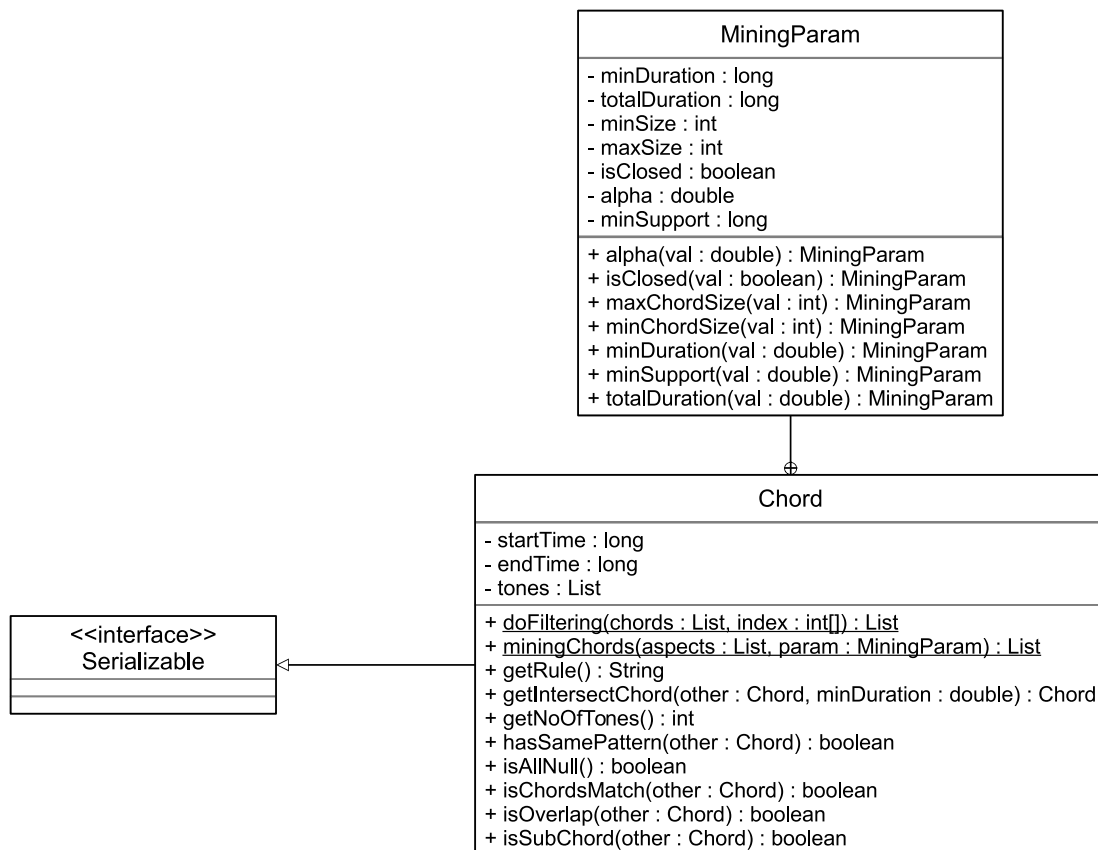 MiningParam
- minDuration : long
- totalDuration : long
- minSize : int
- maxSize : int
- isClosed : boolean
- alpha : double
- minSupport : long
+ alpha(val : double) : MiningParam
+ isClosed(val : boolean) : MiningParam
+ maxChordSize(val : int) : MiningParam
+ minChordSize(val : int) : MiningParam
+ minDuration(val : double) : MiningParam
+ minSupport(val : double) : MiningParam
+ totalDuration(val : double) : MiningParam
Chord
- startTime : long
- endTime : long
- tones : List
+ doFiltering(chords : List, index : int[]) : List
+ miningChords(aspects : List, param : MiningParam) : List
+ getRule() : String
+ getIntersectChord(other : Chord, minDuration : double) : Chord
+ getNoOfTones() : int
+ hasSamePattern(other : Chord) : boolean
+ isAllNull() : boolean
+ isChordsMatch(other : Chord) : boolean
+ isOverlap(other : Chord) : boolean
+ isSubChord(other : Chord) : boolean
<<interface>>
Serializable